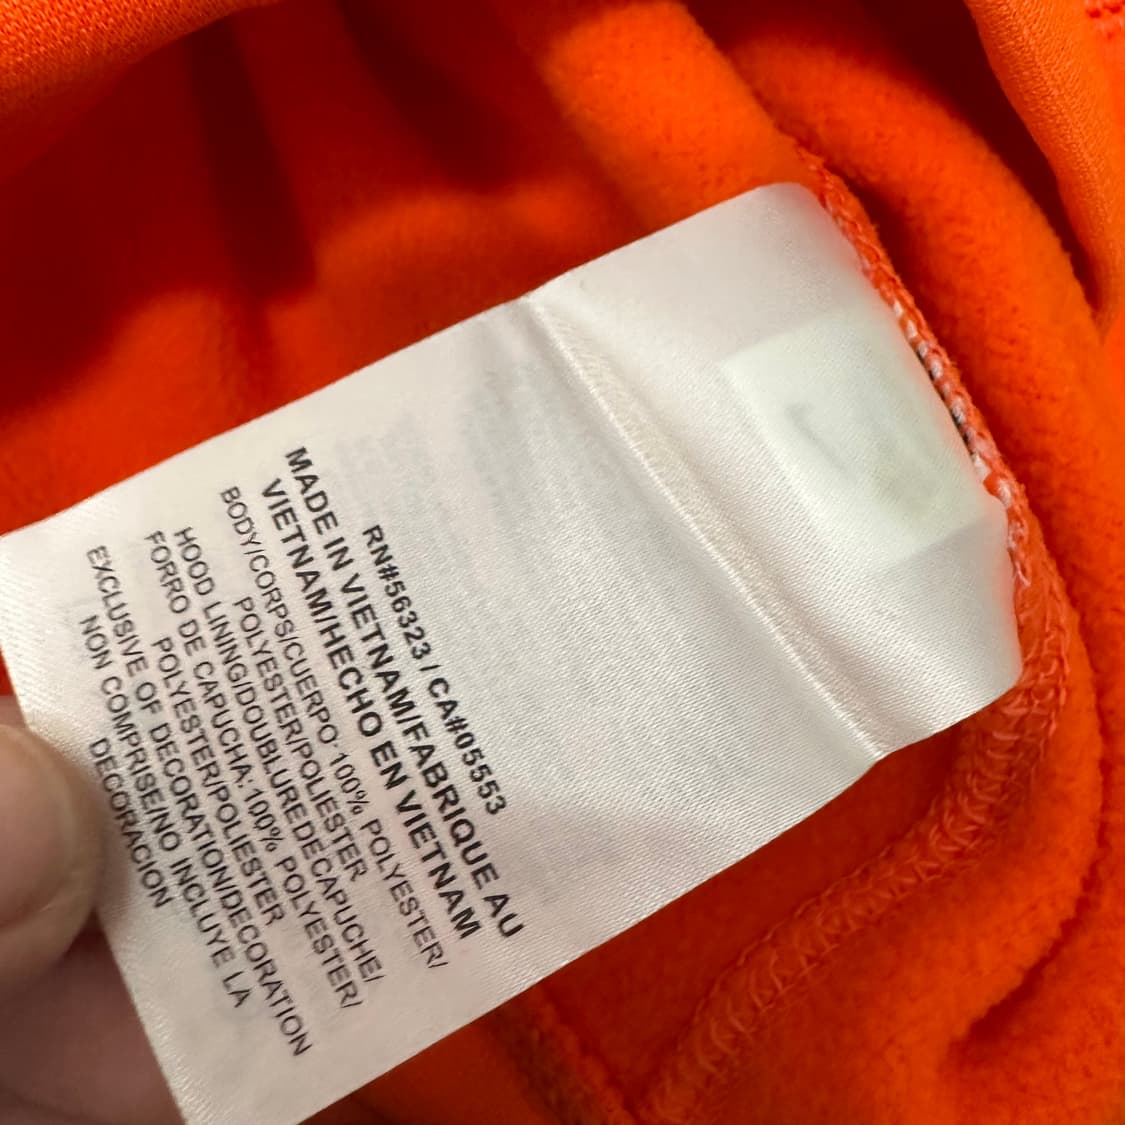 RN#56323 / CA#05553
MADE IN VIETNAM/FABRIQUE AU
VIETNAM/HECHO EN VIETNAM
BODY/CORPS/CUERPO:100% POLYESTER/
POLYESTER/POLIESTER
HOOD LINING/DOUBLURE DE CAPUCHE/
FORRO DE CAPUCHA:100% POLYESTER/
POLYESTER/POLIESTER
EXCLUSIVE OF DECORATION/DECORATION
NON COMPRISE/NO INCLUYE LA
DECORACION